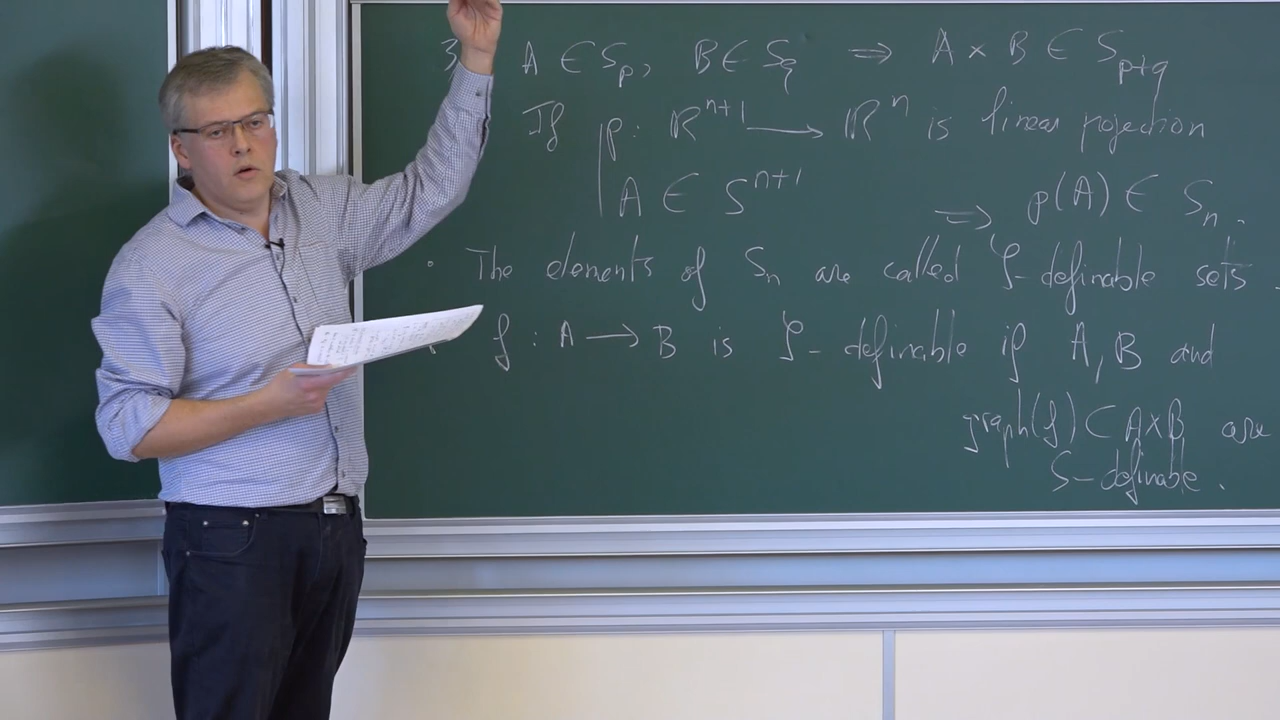 3 A ∈ S_p, B ∈ S_q ⇒ A × B ∈ S_{p+q}
If p: ℝ^{n+1} ⟶ ℝ^n is linear pojection
A ∈ S^{n+1}
⇒ p(A) ∈ S_n.
• The elements of S_n are called S-definable sets.
f : A ⟶ B is S-definable if A, B and
graph(f) ⊂ A×B are
S-definable.